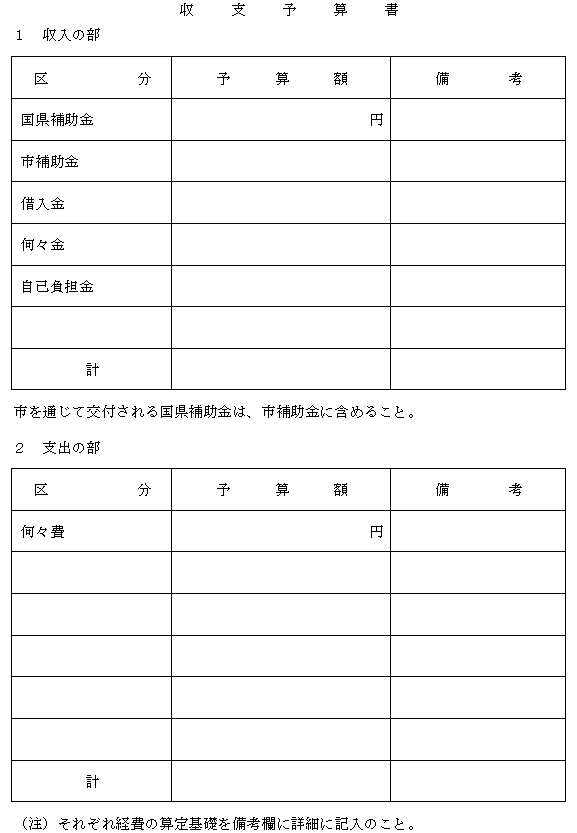 収　支　予　算　書
１　収入の部
区　分　予　算　額　備　考
国県補助金　円
市補助金
借入金
何々金
自己負担金
計
市を通じて交付される国県補助金は、市補助金に含めること。
２　支出の部
区　分　予　算　額　備　考
何々費　円
計
（注）それぞれ経費の算定基礎を備考欄に詳細に記入のこと。